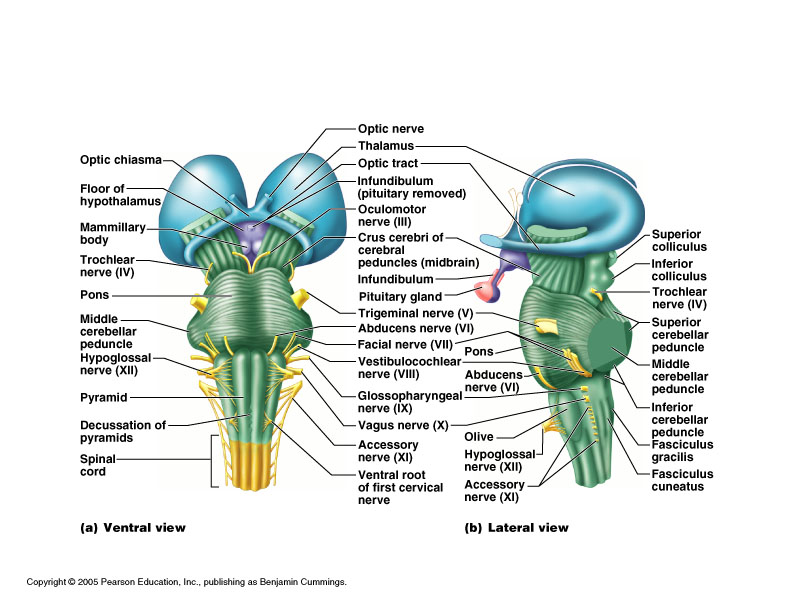 Optic chiasma
Floor of
hypothalamus
Mammillary
body
Trochlear
nerve (IV)
Pons
Middle
cerebellar
peduncle
Hypoglossal
nerve (XII)
Pyramid
Decussation of
pyramids
Spinal
cord
Optic nerve
Thalamus
Optic tract
Infundibulum
(pituitary removed)
Oculomotor
nerve (III)
Crus cerebri of
cerebral
peduncles (midbrain)
Infundibulum
Pituitary gland
Trigeminal nerve (V)
Abducens nerve (VI)
Facial nerve (VII)
Vestibulocochlear
nerve (VIII)
Glossopharyngeal
nerve (IX)
Vagus nerve (X)
Accessory
nerve (XI)
Ventral root
of first cervical
nerve
Pons
Abducens
nerve (VI)
Olive
Hypoglossal
nerve (XII)
Accessory
nerve (XI)
Superior
colliculus
Inferior
colliculus
Trochlear
nerve (IV)
Superior
cerebellar
peduncle
Middle
cerebellar
peduncle
Inferior
cerebellar
peduncle
Fasciculus
gracilis
Fasciculus
cuneatus
(a) Ventral view
(b) Lateral view
Copyright © 2005 Pearson Education, Inc., publishing as Benjamin Cummings.